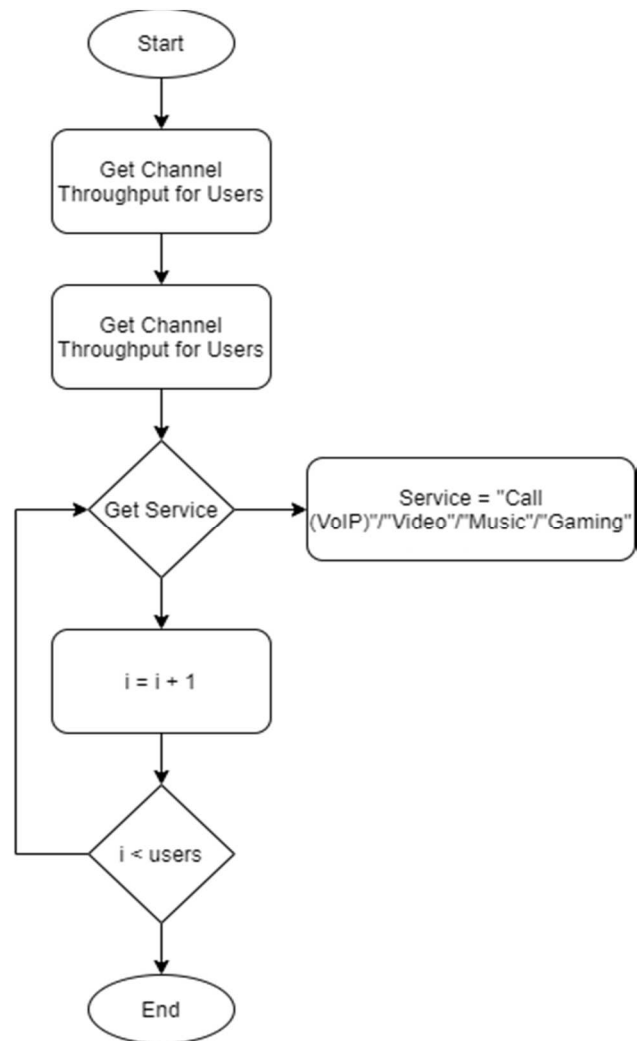 Start
Get Channel
Throughput for Users
Get Channel
Throughput for Users
Get Service
Service = "Call
(VoIP)"/"Video"/"Music"/"Gaming"
i = i + 1
i < users
End